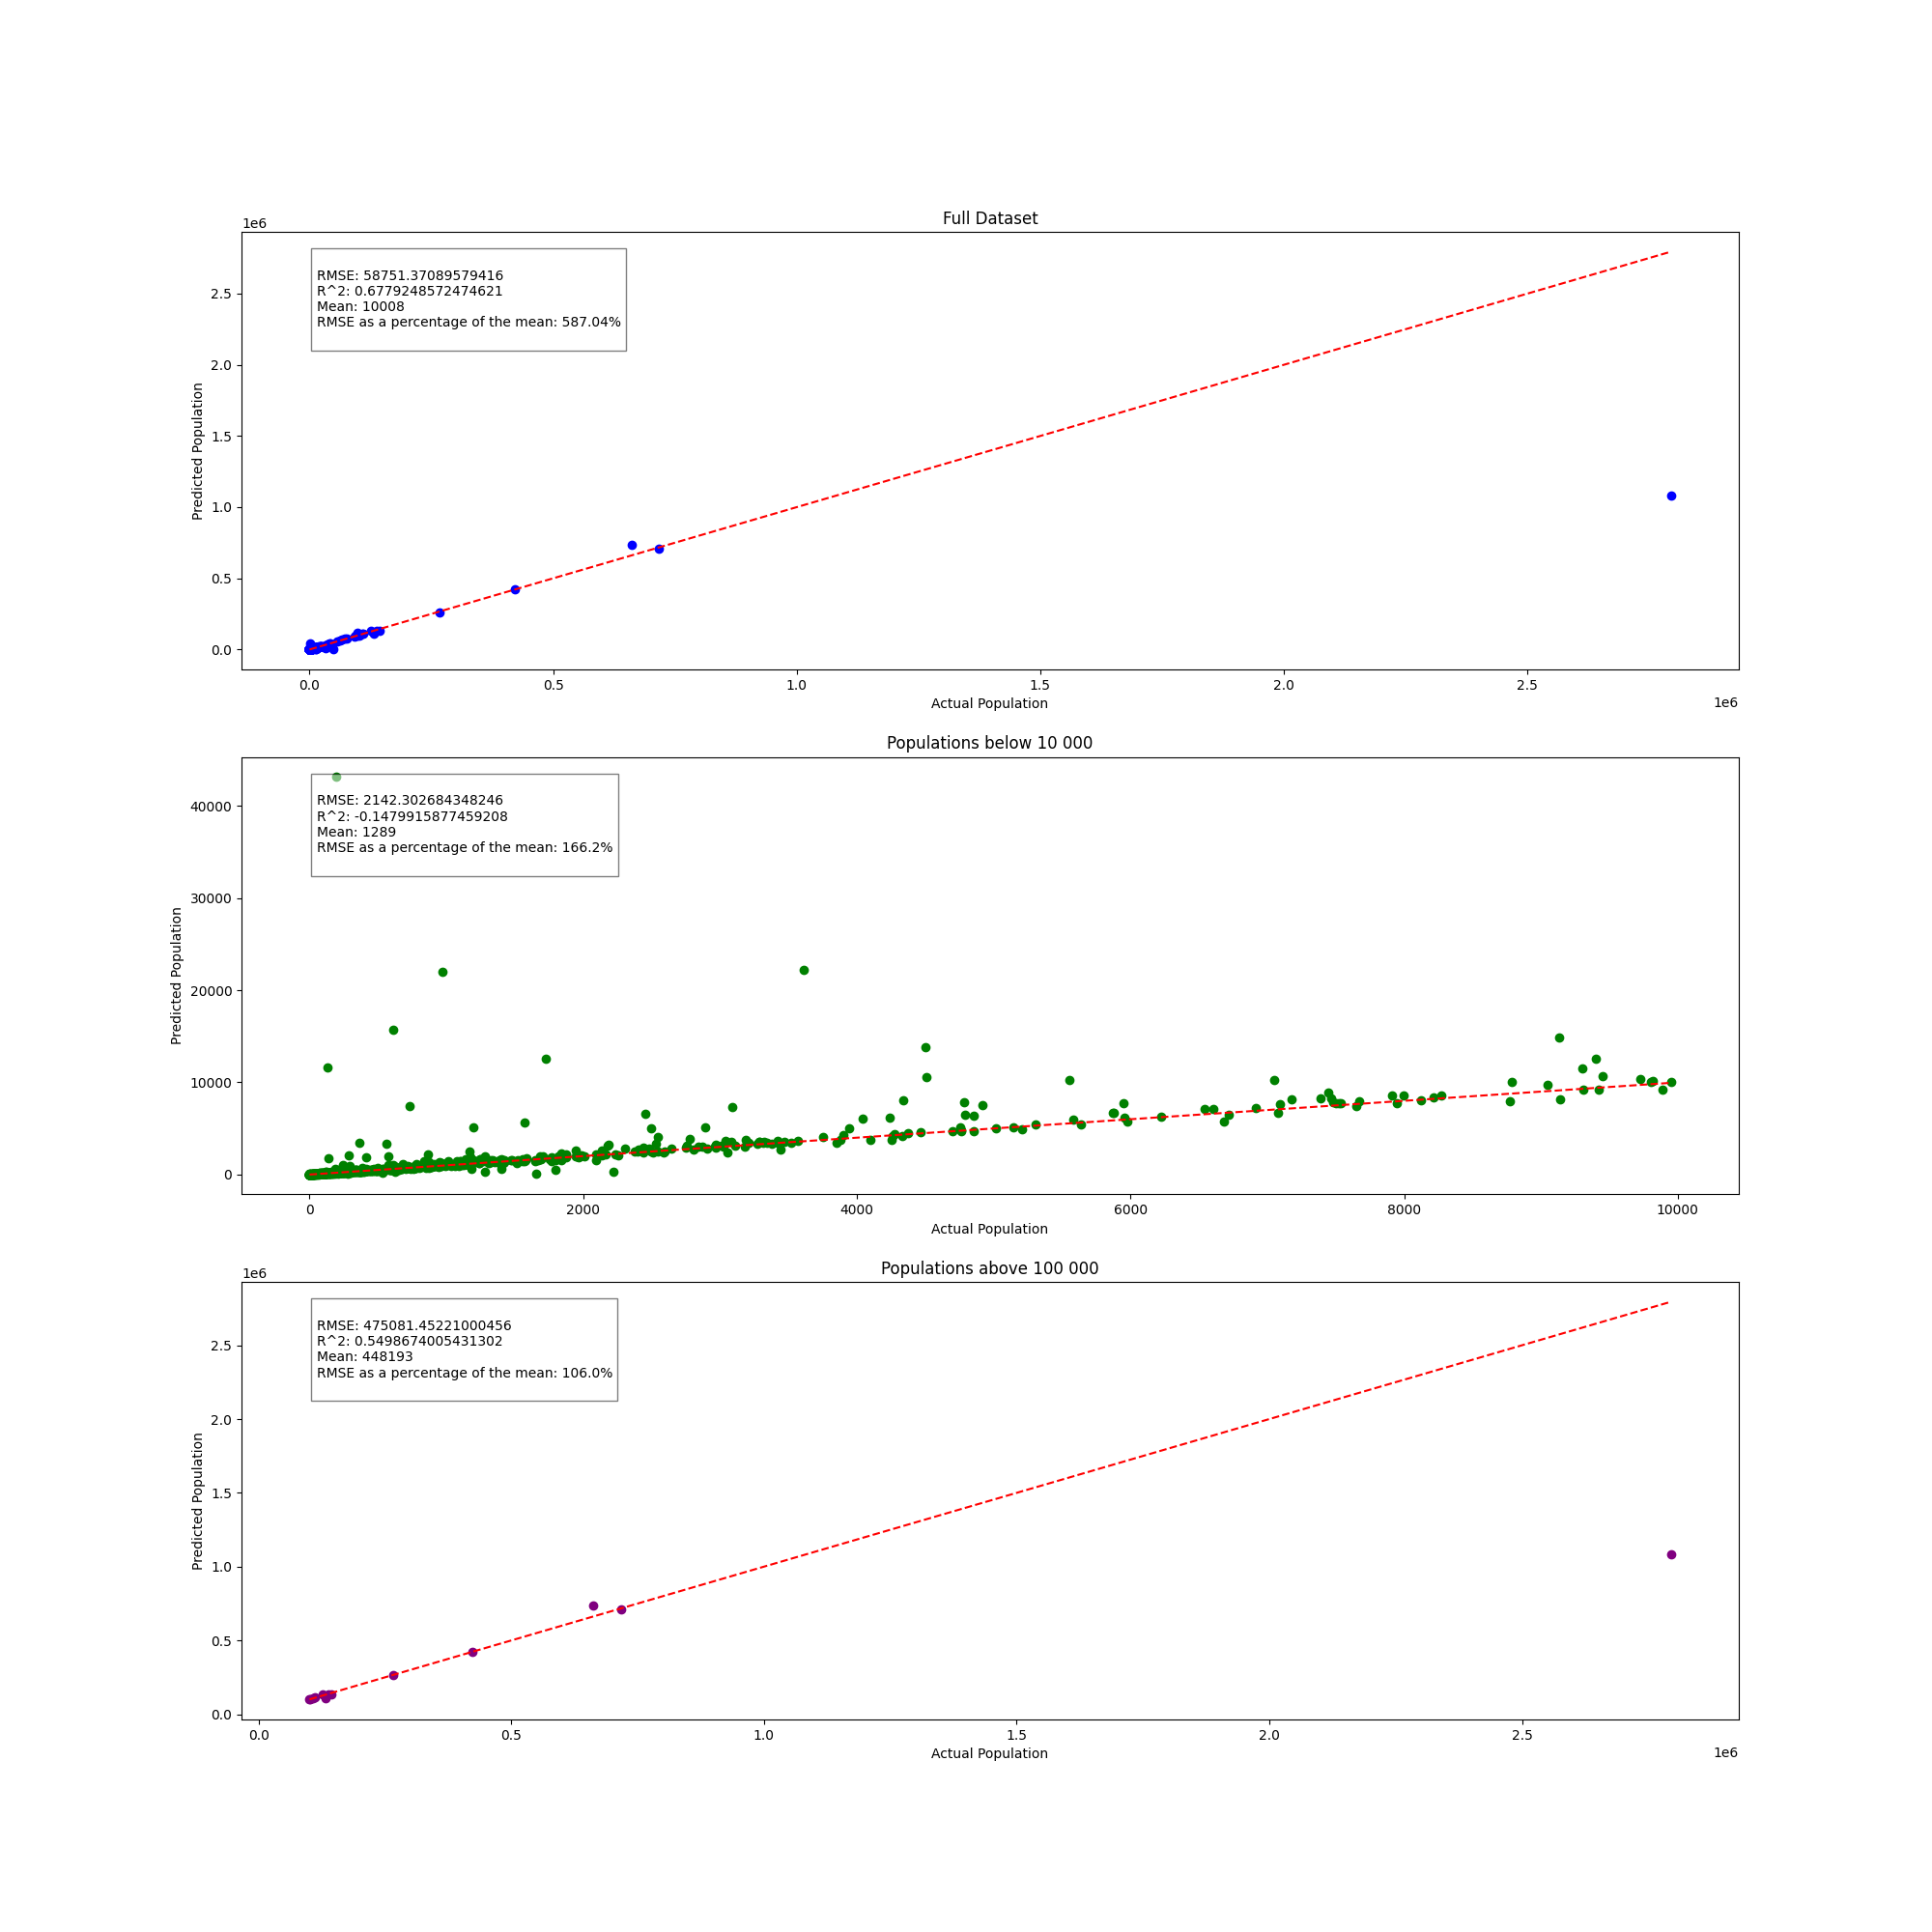 Full Dataset
1e6
RMSE: 58751.37089579416
R^2: 0.6779248572474621
Mean: 10008
RMSE as a percentage of the mean: 587.04%
2.5
2.0
1.5
1.0
0.5
0.0
Predicted Population
0.0 0.5 1.0 1.5 2.0 2.5
Actual Population
1e6
Populations below 10 000
RMSE: 2142.302684348246
R^2: -0.1479915877459208
Mean: 1289
RMSE as a percentage of the mean: 166.2%
40000
30000
20000
10000
0
Predicted Population
0 2000 4000 6000 8000 10000
Actual Population
Populations above 100 000
1e6
RMSE: 475081.45221000456
R^2: 0.5498674005431302
Mean: 448193
RMSE as a percentage of the mean: 106.0%
2.5
2.0
1.5
1.0
0.5
0.0
Predicted Population
0.0 0.5 1.0 1.5 2.0 2.5
Actual Population
1e6